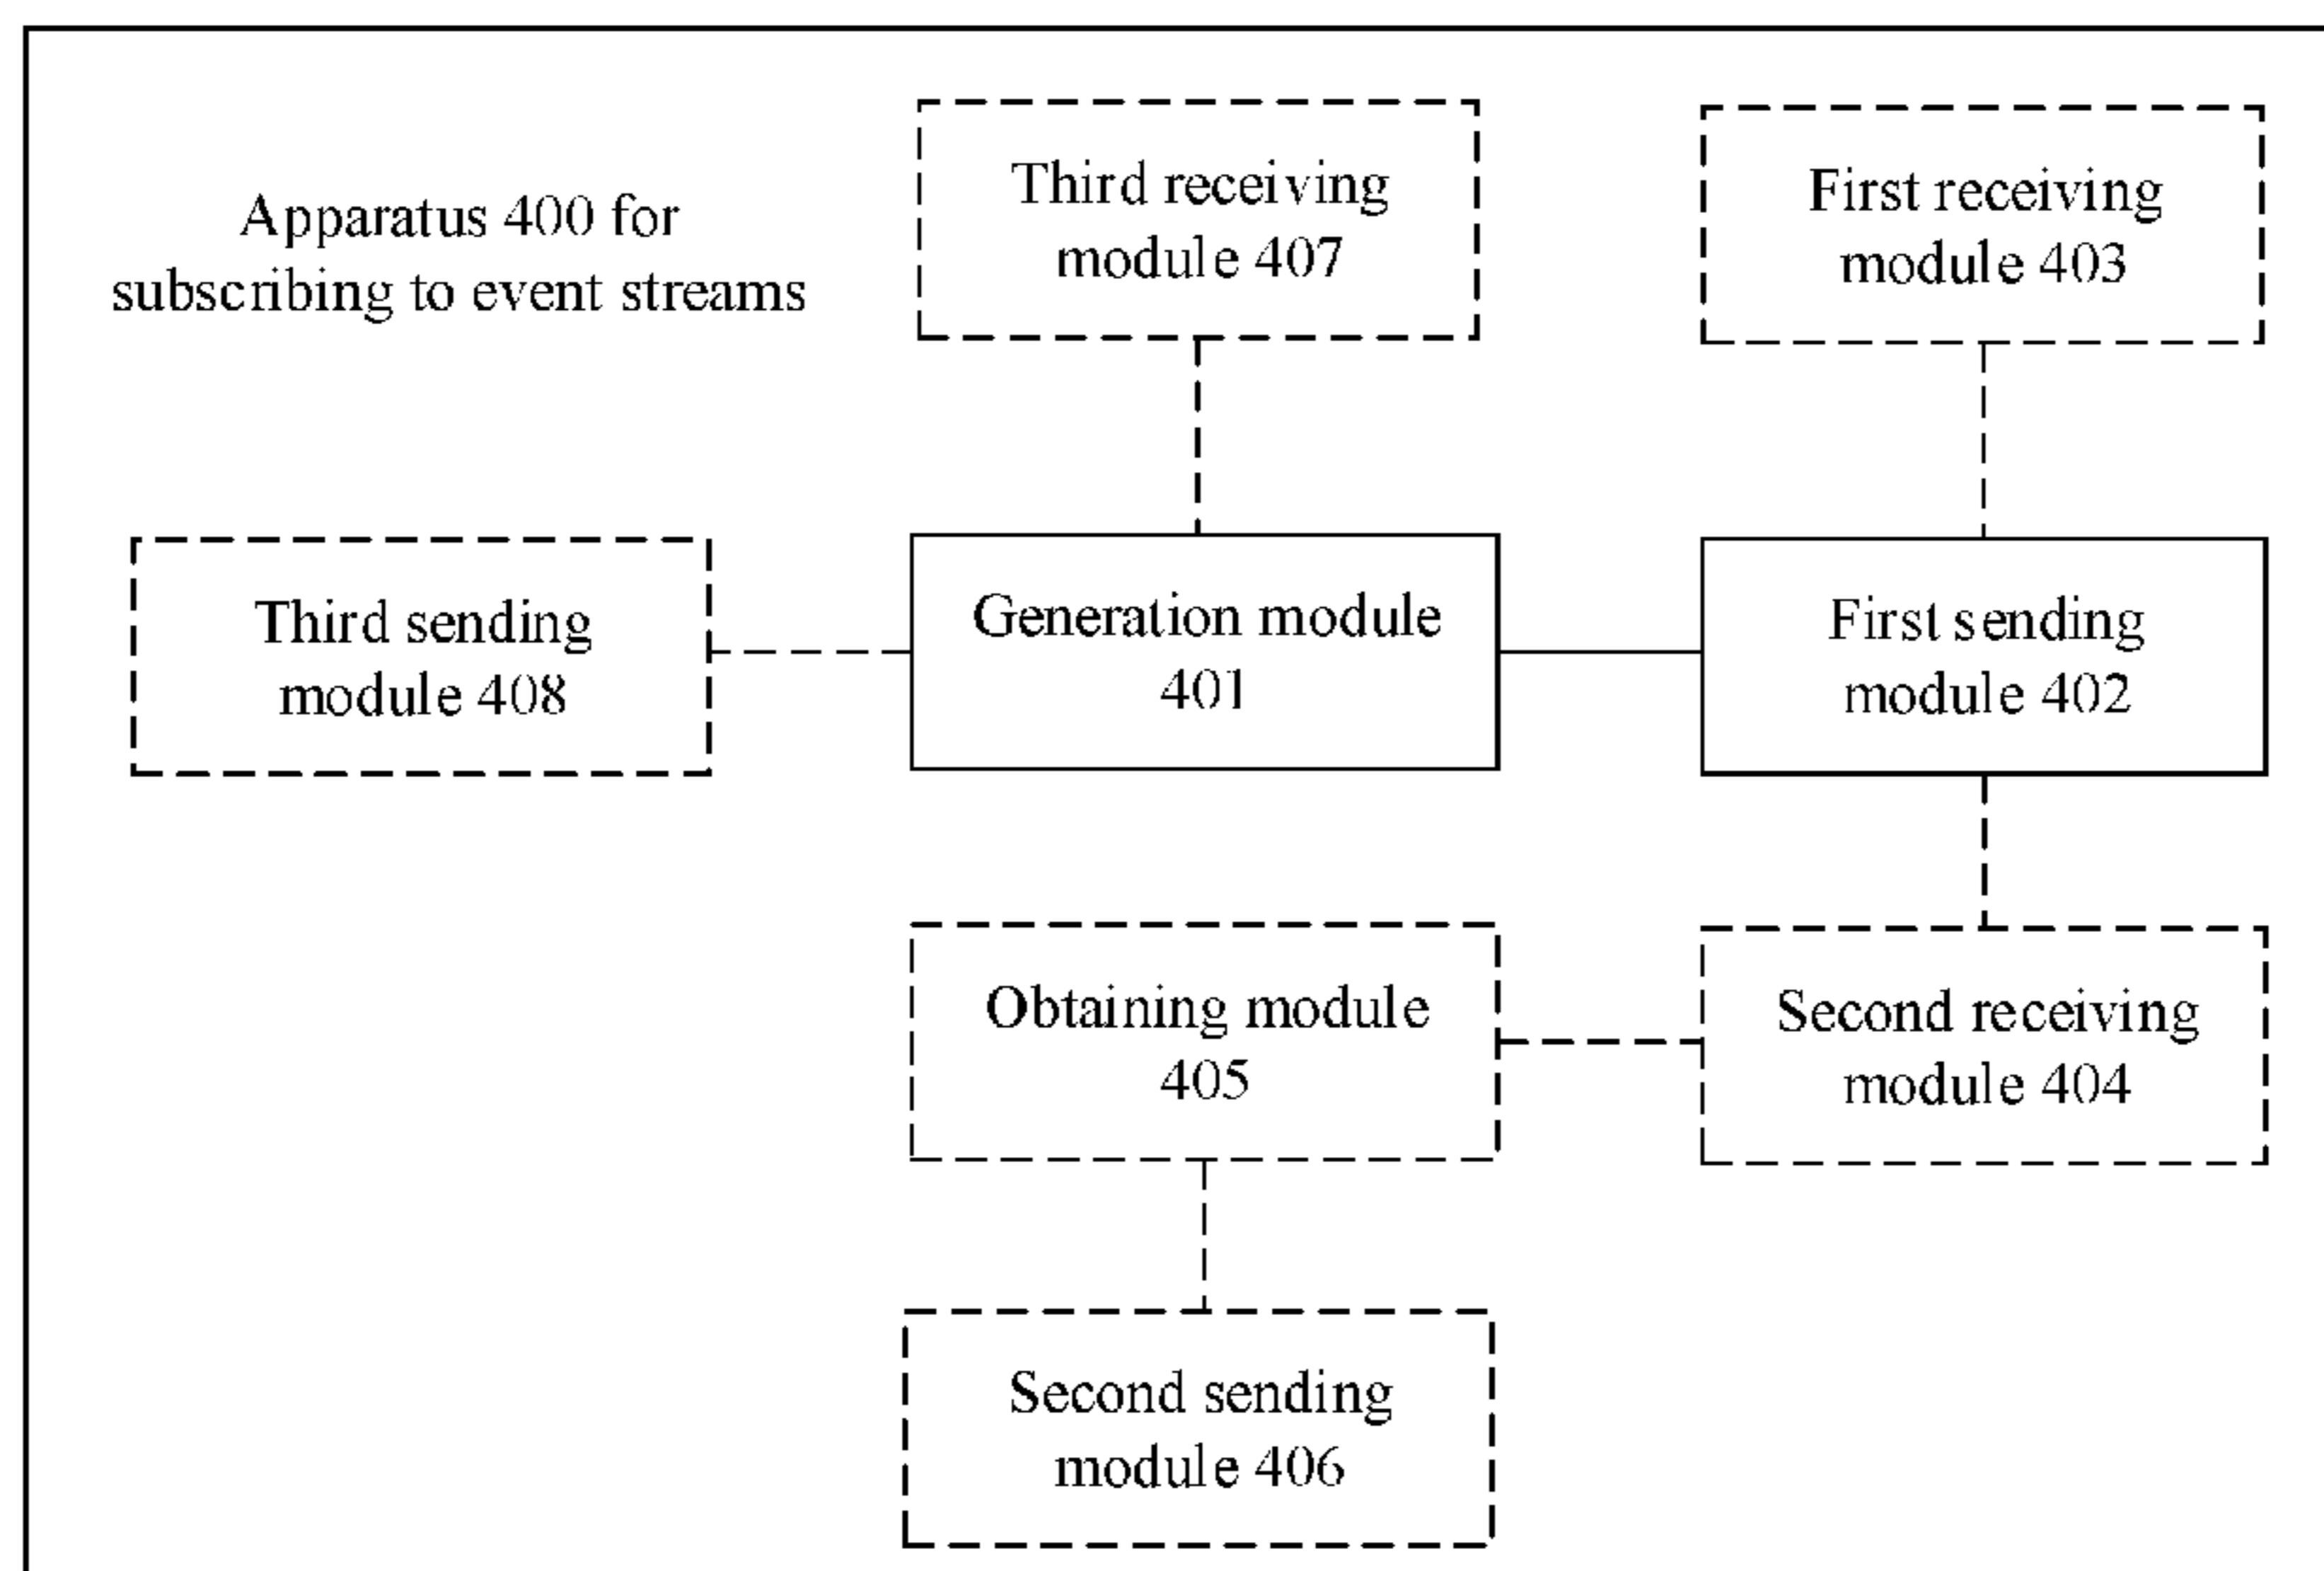 Apparatus 400 for
subscribing to event streams
Third receiving
module 407
First receiving
module 403
Third sending
module 408
Generation module
401
First sending
module 402
Obtaining module
405
Second receiving
module 404
Second sending
module 406